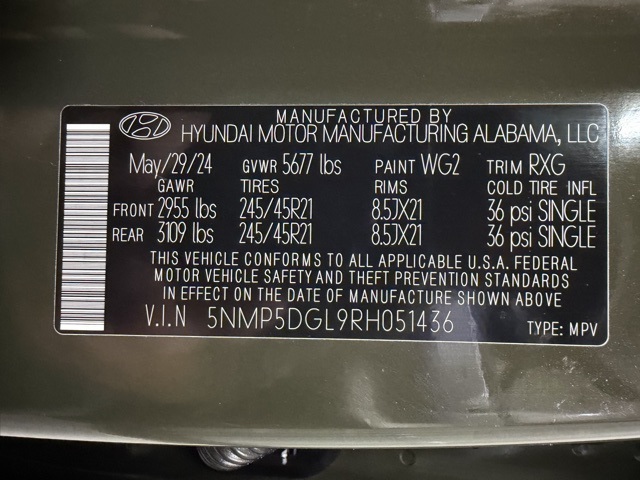 MANUFACTURED BY
HYUNDAI MOTOR MANUFACTURING ALABAMA, LLC
May/29/24 GVWR 5677 lbs PAINT WG2 TRIM RXG
GAWR TIRES RIMS COLD TIRE INFL
FRONT 2955 lbs 245/45R21 8.5JX21 36 psi SINGLE
REAR 3109 lbs 245/45R21 8.5JX21 36 psi SINGLE
THIS VEHICLE CONFORMS TO ALL APPLICABLE U.S.A. FEDERAL
MOTOR VEHICLE SAFETY AND THEFT PREVENTION STANDARDS
IN EFFECT ON THE DATE OF MANUFACTURE SHOWN ABOVE
V.I.N 5NMP5DGL9RH051436 TYPE: MPV